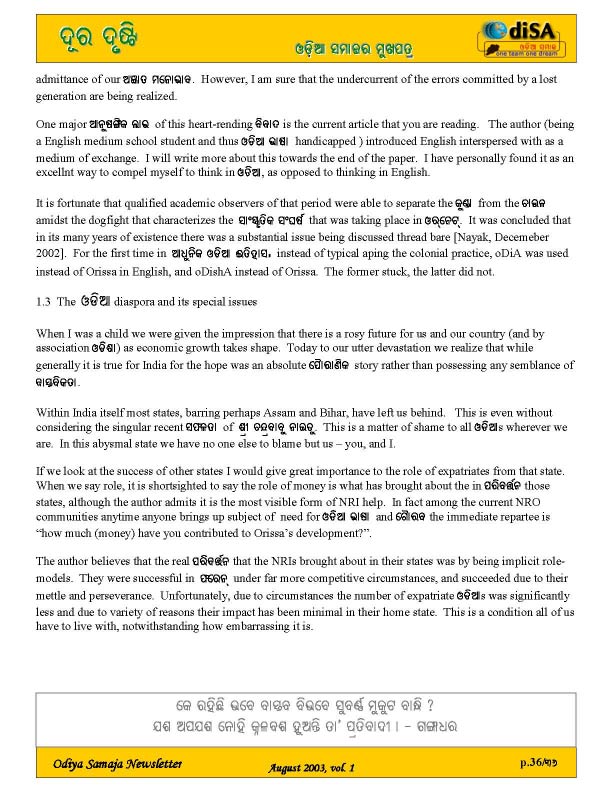 ଦୂର ଦୃଷ୍ଟି
ଓଡ଼ିଆ ସମାଜର ମୁଖପତ୍ର
diSA
ଓଡ଼ିଆ ସମାଜ
one team one dream
admittance of our ଅଜ୍ଞାତ ମନୋଭାବ. However, I am sure that the undercurrent of the errors committed by a lost
generation are being realized.
One major ଆନୁଷଙ୍ଗିକ ଲାଭ of this heart-rending ବିବାଦ is the current article that you are reading. The author (being
a English medium school student and thus ଓଡ଼ିଆ ଭାଷା handicapped ) introduced English interspersed with as a
medium of exchange. I will write more about this towards the end of the paper. I have personally found it as an
excellnt way to compel myself to think in ଓଡ଼ିଆ, as opposed to thinking in English.
It is fortunate that qualified academic observers of that period were able to separate the କୁଣ୍ଡା from the ଚାଉଳ
amidst the dogfight that characterizes the ସାଂସ୍କୃତିକ ସଂଘର୍ଷ that was taking place in ଓର୍‍ନେଟ୍. It was concluded that
in its many years of existence there was a substantial issue being discussed thread bare [Nayak, Decemeber
2002]. For the first time in ଆଧୁନିକ ଓଡ଼ିଆ ଇତିହାସ, instead of typical aping the colonial practice, oDiA was used
instead of Orissa in English, and oDishA instead of Orissa. The former stuck, the latter did not.
1.3 The ଓଡିଆ diaspora and its special issues
When I was a child we were given the impression that there is a rosy future for us and our country (and by
association ଓଡ଼ିଶା) as economic growth takes shape. Today to our utter devastation we realize that while
generally it is true for India for the hope was an absolute ପୌରାଣିକ story rather than possessing any semblance of
ବାସ୍ତବିକତା.
Within India itself most states, barring perhaps Assam and Bihar, have left us behind. This is even without
considering the singular recent ସଫଳତା of ଶ୍ରୀ ଚନ୍ଦ୍ରବାବୁ ନାଇଡୁ. This is a matter of shame to all ଓଡିଆs wherever we
are. In this abysmal state we have no one else to blame but us – you, and I.
If we look at the success of other states I would give great importance to the role of expatriates from that state.
When we say role, it is shortsighted to say the role of money is what has brought about the in ପରିବର୍ତ୍ତନ those
states, although the author admits it is the most visible form of NRI help. In fact among the current NRO
communities anytime anyone brings up subject of need for ଓଡ଼ିଆ ଭାଷା and ଗୌରବ the immediate repartee is
“how much (money) have you contributed to Orissa’s development?”.
The author believes that the real ପରିବର୍ତ୍ତନ that the NRIs brought about in their states was by being implicit role-
models. They were successful in ଫରେନ୍ under far more competitive circumstances, and succeeded due to their
mettle and perseverance. Unfortunately, due to circumstances the number of expatriate ଓଡିଆs was significantly
less and due to variety of reasons their impact has been minimal in their home state. This is a condition all of us
have to live with, notwithstanding how embarrassing it is.
କେ ରହିଛି ଭବେ ବାସ୍ତବ ବିଭବେ ସୁବର୍ଣ୍ଣ ମୁକୁଟ ବାନ୍ଧି ?
ଯଶ ଅପଯଶ ନୋହି କାଳବଶ ହୁଅନ୍ତି ତା’ ପ୍ରତିବାଦୀ । – ଗଙ୍ଗାଧର
Odiya Samaja Newsletter
August 2003, vol. 1
p.36/୩୬